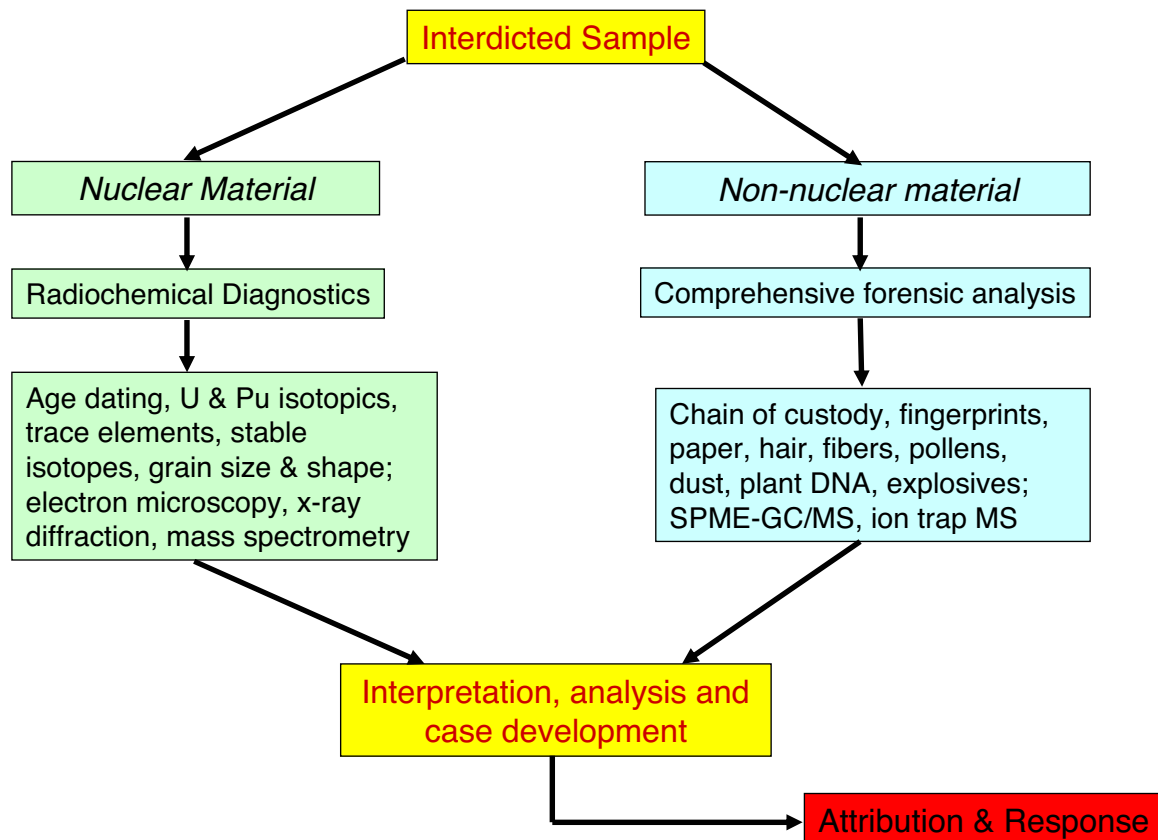 Interdicted Sample
Nuclear Material
Non-nuclear material
Radiochemical Diagnostics
Comprehensive forensic analysis
Age dating, U & Pu isotopics,
trace elements, stable
isotopes, grain size & shape;
electron microscopy, x-ray
diffraction, mass spectrometry
Chain of custody, fingerprints,
paper, hair, fibers, pollens,
dust, plant DNA, explosives;
SPME-GC/MS, ion trap MS
Interpretation, analysis and
case development
Attribution & Response